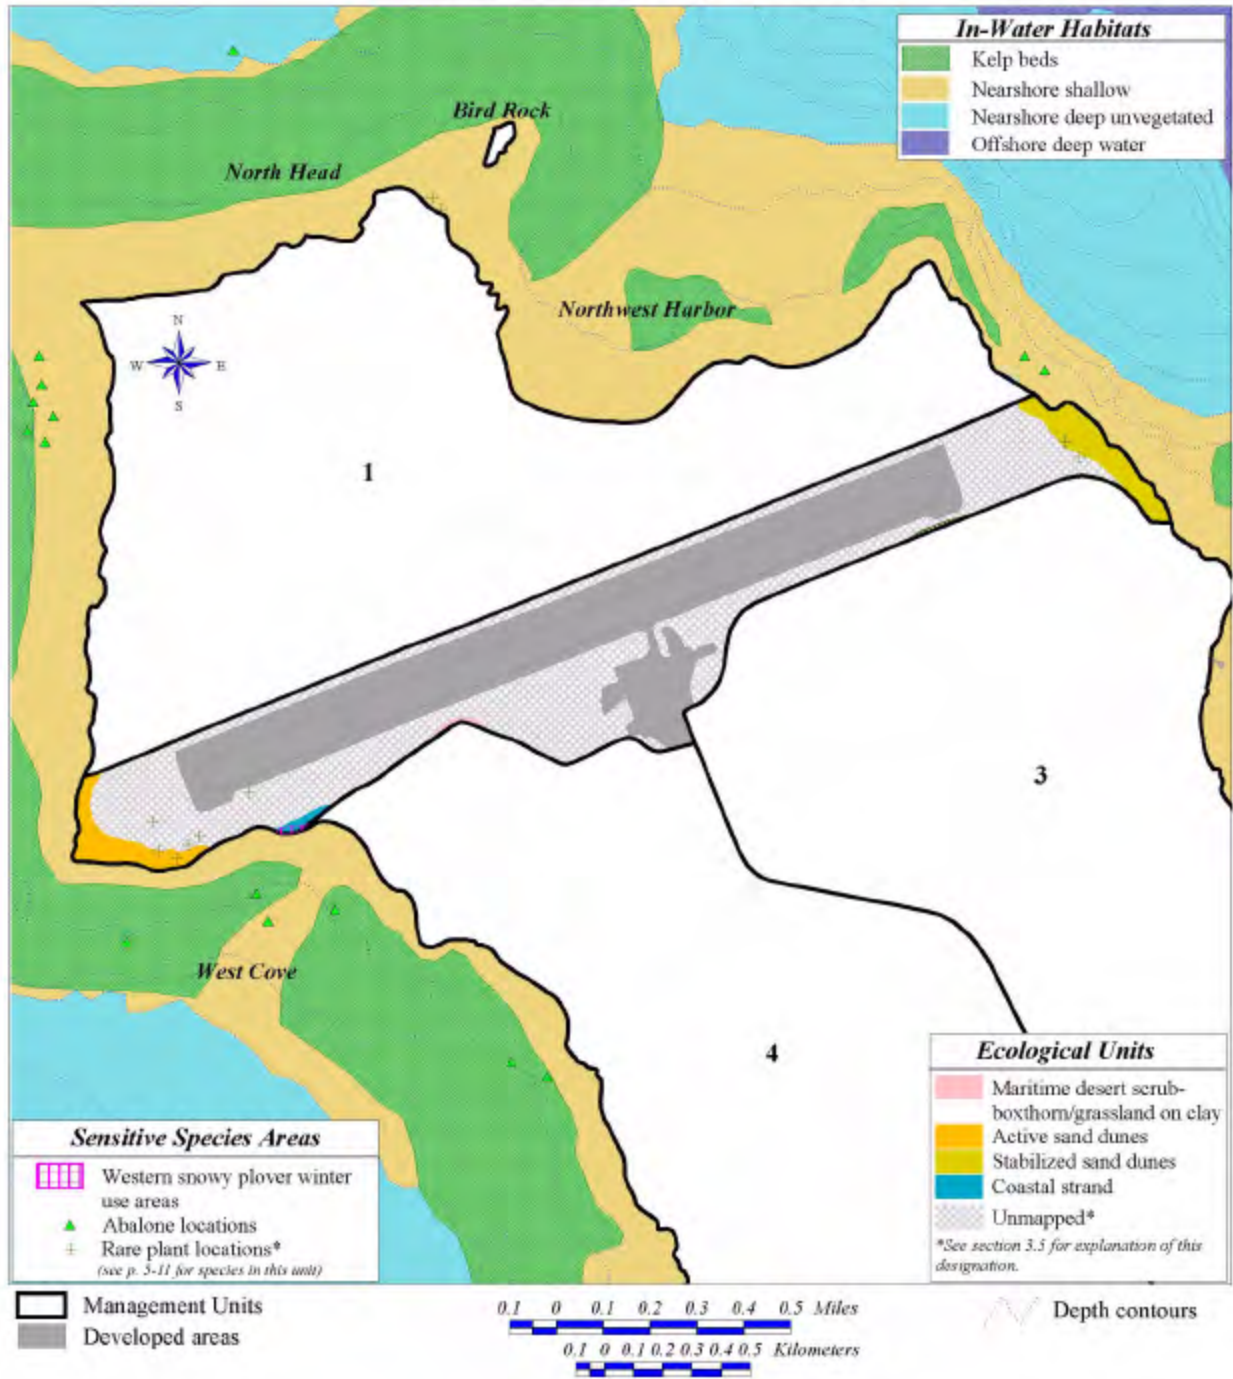 In-Water Habitats
Kelp beds
Nearshore shallow
Nearshore deep unvegetated
Offshore deep water
Bird Rock
North Head
Northwest Harbor
N
W E
S
1
3
West Cove
4
Ecological Units
Maritime desert scrub-
boxthorn/grassland on clay
Active sand dunes
Stabilized sand dunes
Coastal strand
Unmapped*
*See section 3.5 for explanation of this
designation.
Sensitive Species Areas
Western snowy plover winter
use areas
Abalone locations
Rare plant locations*
(see p. 5-11 for species in this unit)
Management Units
Developed areas
0.1 0 0.1 0.2 0.3 0.4 0.5 Miles
0.1 0 0.1 0.2 0.3 0.4 0.5 Kilometers
Depth contours